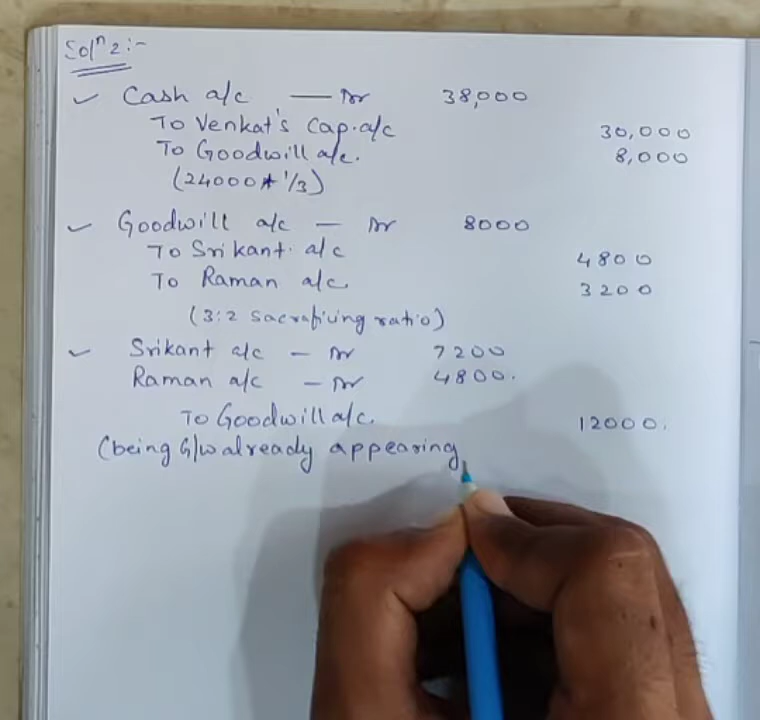 Solⁿ 2:-
Cash a/c — Dr 38,000
To Venkat's Cap. a/c 30,000
To Goodwill a/c. 8,000
(24000 * 1/3)
Goodwill a/c — Dr 8000
To Srikant a/c 4800
To Raman a/c. 3200
(3:2 sacrafising ratio)
Srikant a/c — Dr 7200
Raman a/c — Dr 4800.
To Goodwill a/c. 12000.
(being G/w already appearing